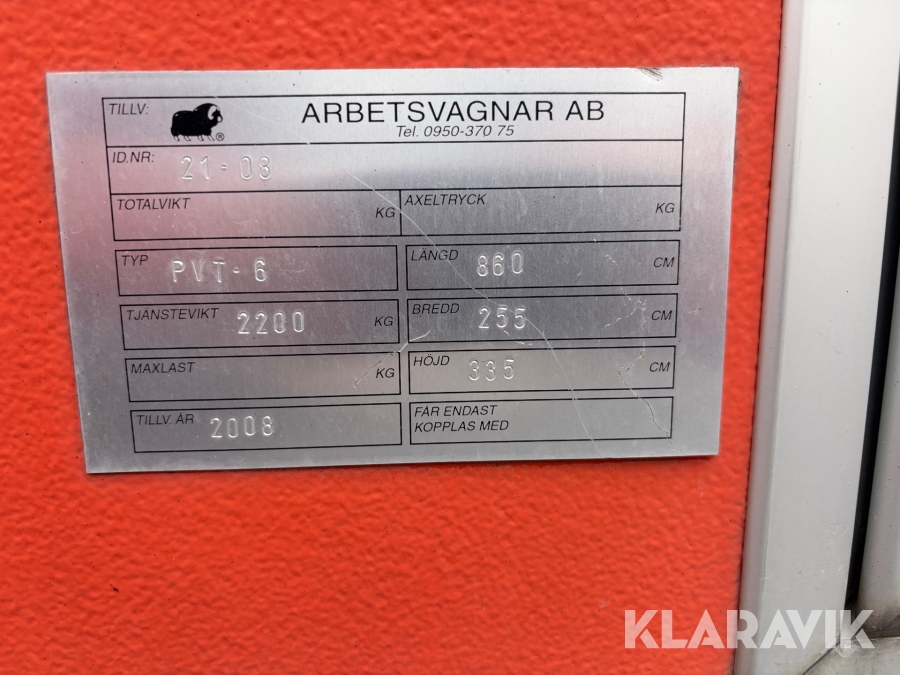 TILLV: ARBETSVAGNAR AB
Tel. 0950-370 75
ID.NR: 21-08
TOTALVIKT KG AXELTRYCK KG
TYP PVT-6 LÄNGD 860 CM
TJÄNSTEVIKT 2200 KG BREDD 255 CM
MAXLAST KG HÖJD 335 CM
TILLV. ÅR 2008 FÅR ENDAST
KOPPLAS MED
KLARAVIK